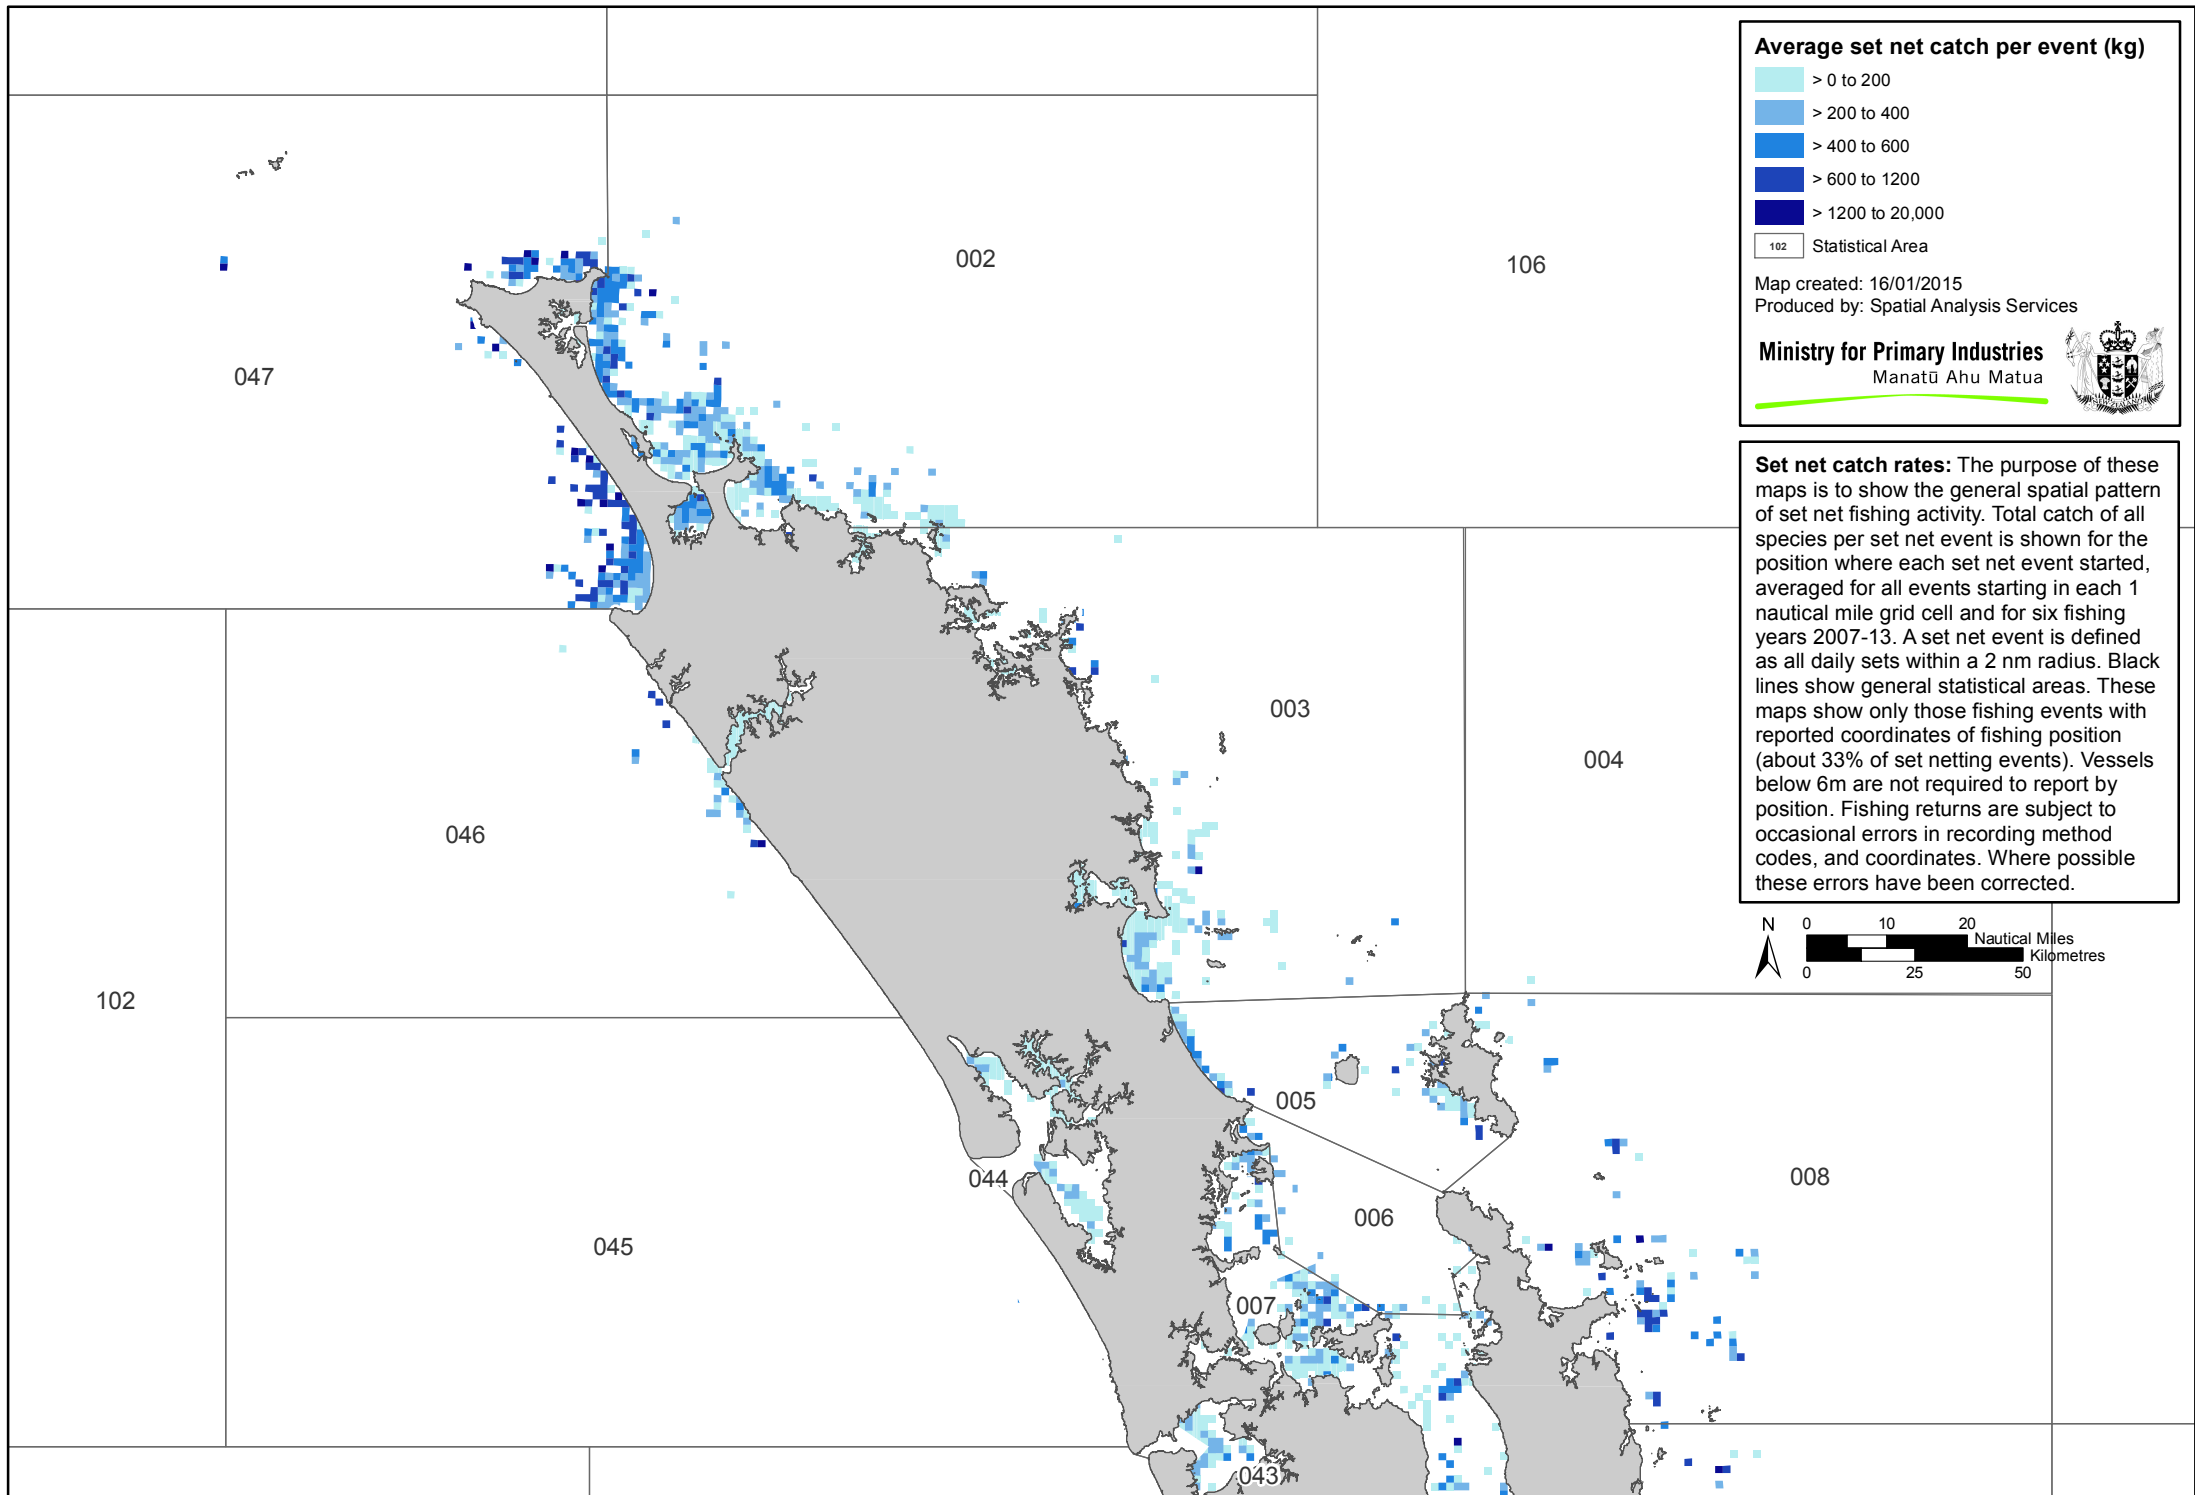 Average set net catch per event (kg)
> 0 to 200
> 200 to 400
> 400 to 600
> 600 to 1200
> 1200 to 20,000
102 Statistical Area
Map created: 16/01/2015
Produced by: Spatial Analysis Services
Ministry for Primary Industries
Manatū Ahu Matua
NEW ZEALAND
Set net catch rates: The purpose of these
maps is to show the general spatial pattern
of set net fishing activity. Total catch of all
species per set net event is shown for the
position where each set net event started,
averaged for all events starting in each 1
nautical mile grid cell and for six fishing
years 2007-13. A set net event is defined
as all daily sets within a 2 nm radius. Black
lines show general statistical areas. These
maps show only those fishing events with
reported coordinates of fishing position
(about 33% of set netting events). Vessels
below 6m are not required to report by
position. Fishing returns are subject to
occasional errors in recording method
codes, and coordinates. Where possible
these errors have been corrected.
N
0 10 20
Nautical Miles
Kilometres
0 25 50
002
106
047
003
004
046
102
005
044
008
006
045
007
043